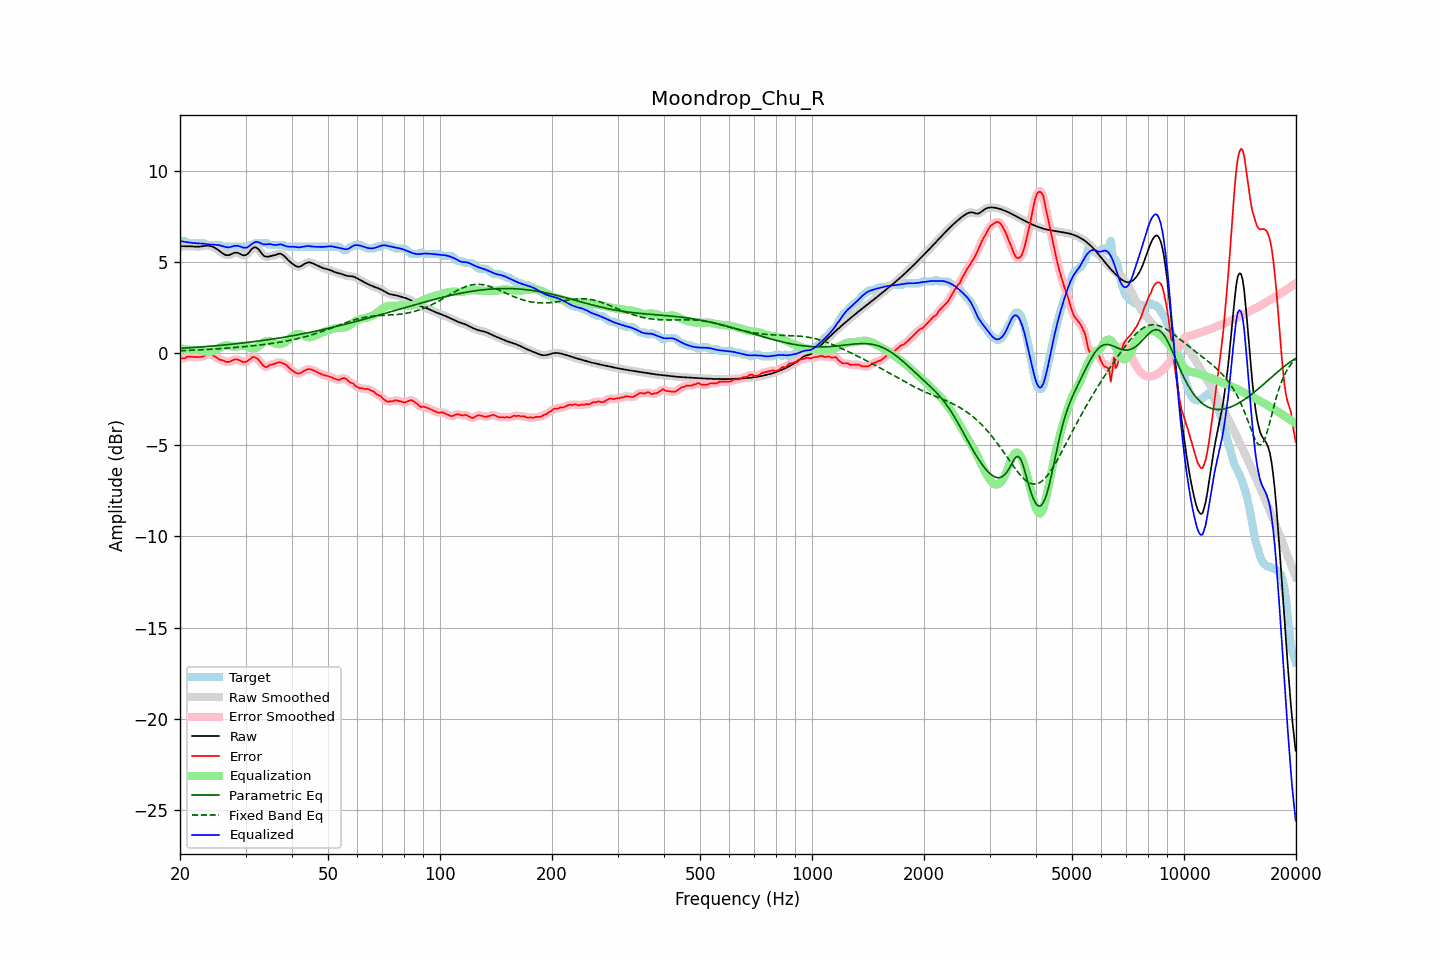 Moondrop_Chu_R
Amplitude (dBr)
10
5
0
−5
−10
−15
−20
−25
Target
Raw Smoothed
Error Smoothed
Raw
Error
Equalization
Parametric Eq
Fixed Band Eq
Equalized
20 50 100 200 500 1000 2000 5000 10000 20000
Frequency (Hz)